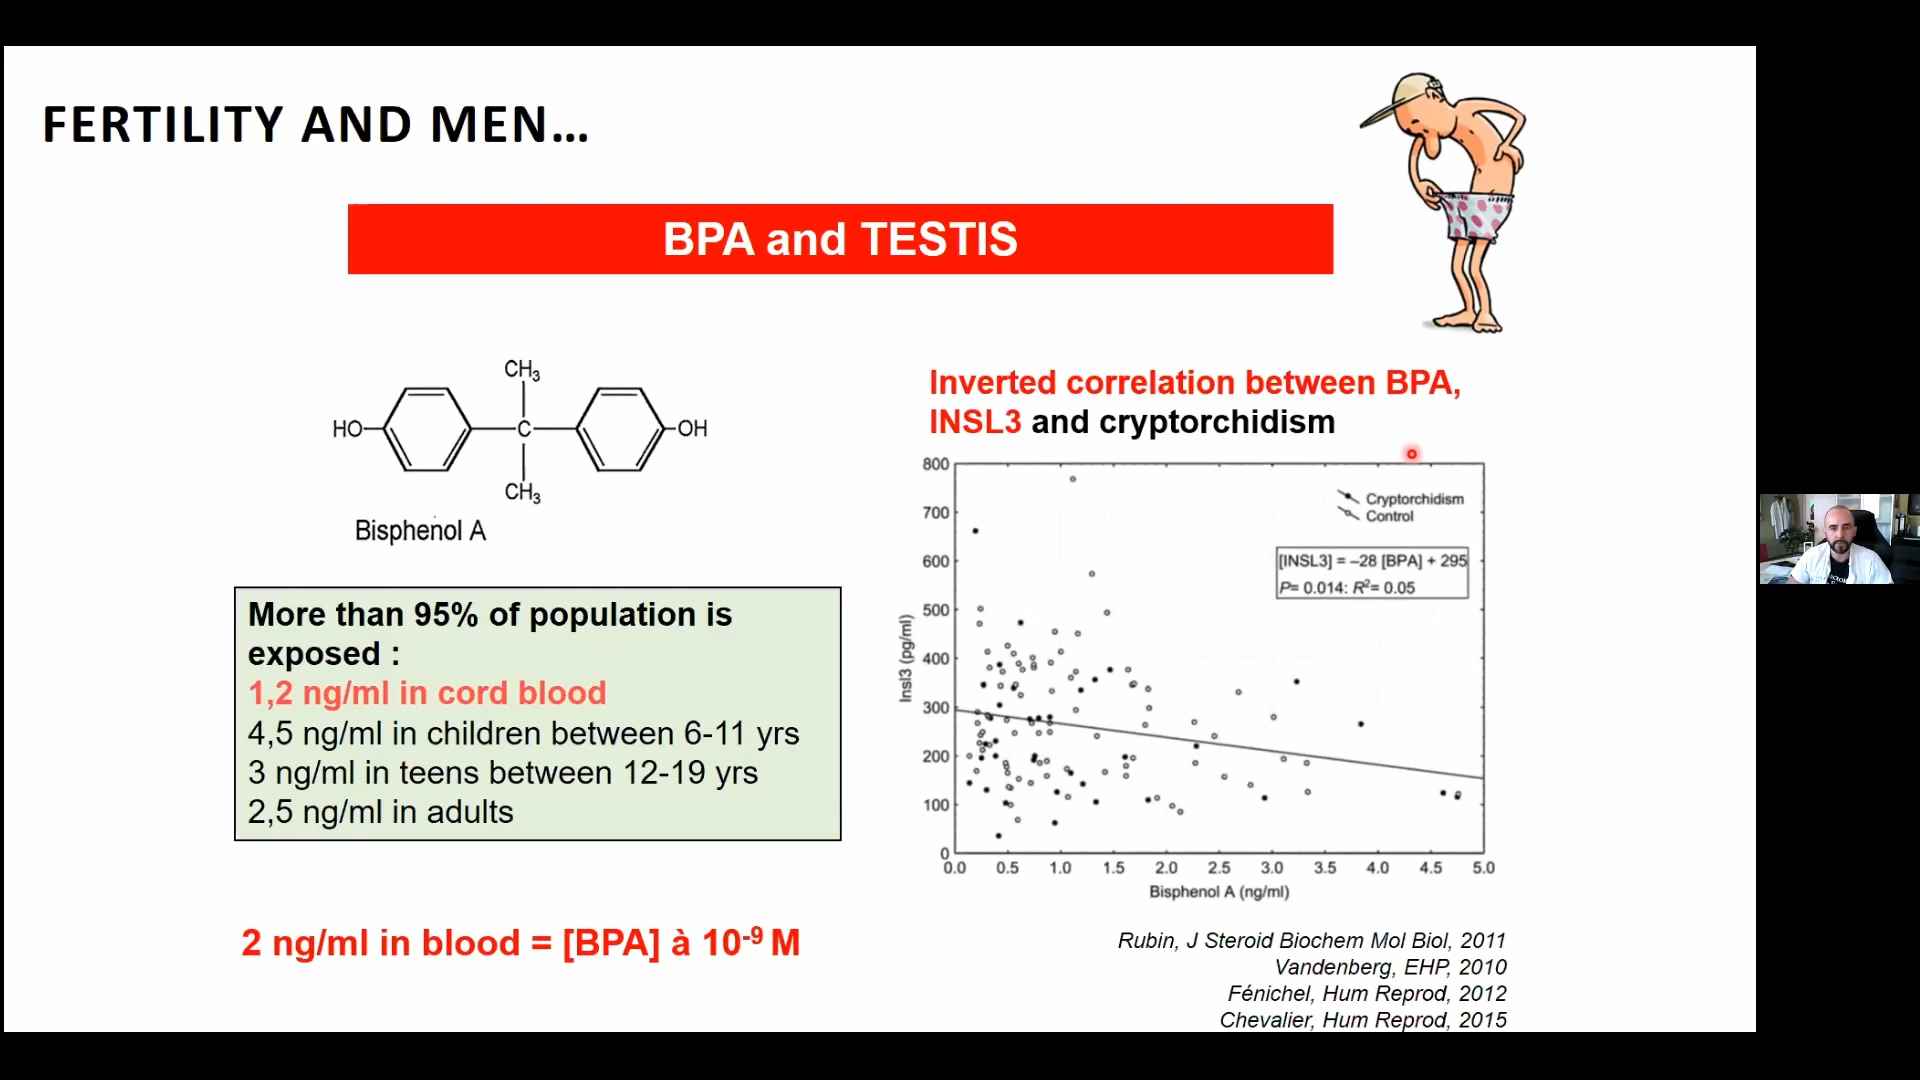 FERTILITY AND MEN…
BPA and TESTIS
CH₃
HO
C
OH
CH₃
Bisphenol A
More than 95% of population is
exposed :
1,2 ng/ml in cord blood
4,5 ng/ml in children between 6-11 yrs
3 ng/ml in teens between 12-19 yrs
2,5 ng/ml in adults
2 ng/ml in blood = [BPA] à 10⁻⁹ M
Inverted correlation between BPA,
INSL3 and cryptorchidism
800
700
600
500
400
300
200
100
0
Insl3 (pg/ml)
Cryptorchidism
Control
[INSL3] = –28 [BPA] + 295
P= 0.014: R²= 0.05
0.0 0.5 1.0 1.5 2.0 2.5 3.0 3.5 4.0 4.5 5.0
Bisphenol A (ng/ml)
Rubin, J Steroid Biochem Mol Biol, 2011
Vandenberg, EHP, 2010
Fénichel, Hum Reprod, 2012
Chevalier, Hum Reprod, 2015